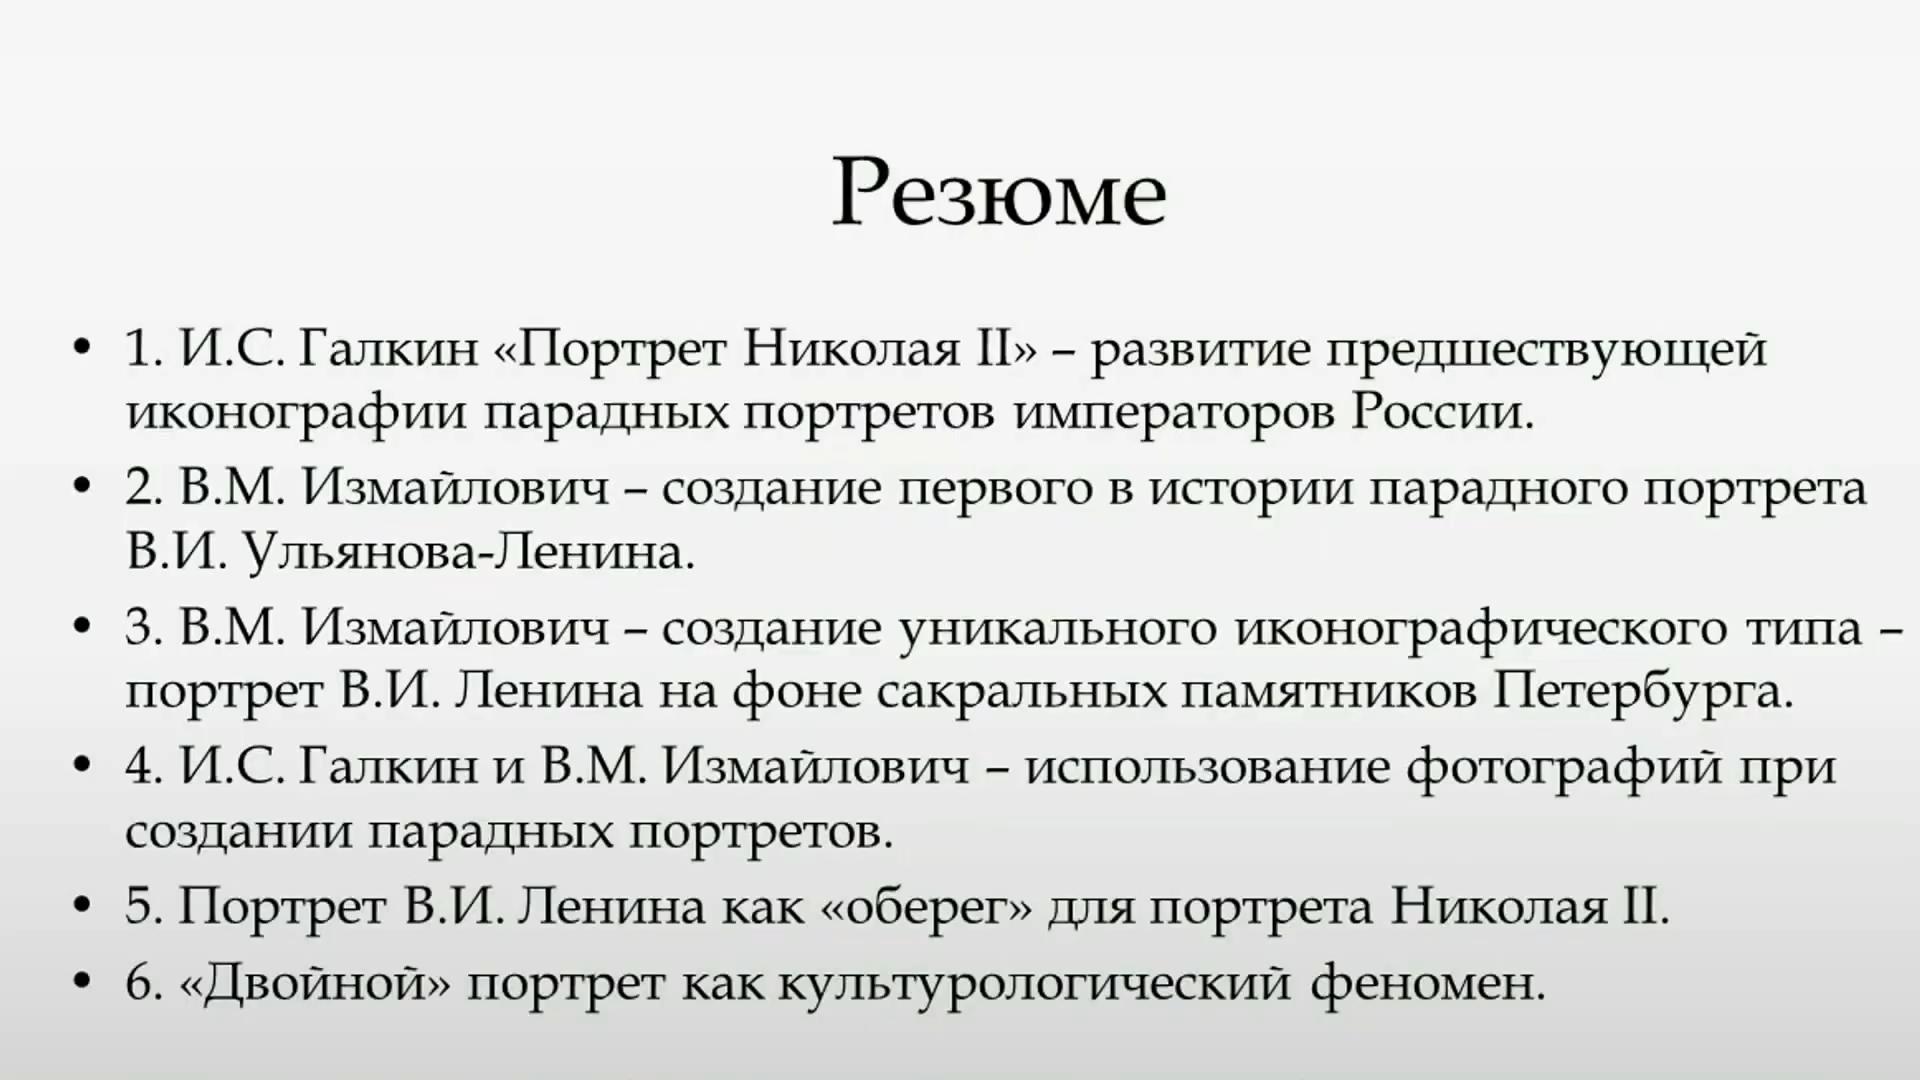 Резюме
• 1. И.С. Галкин «Портрет Николая II» – развитие предшествующей
иконографии парадных портретов императоров России.
• 2. В.М. Измайлович – создание первого в истории парадного портрета
В.И. Ульянова-Ленина.
• 3. В.М. Измайлович – создание уникального иконографического типа –
портрет В.И. Ленина на фоне сакральных памятников Петербурга.
• 4. И.С. Галкин и В.М. Измайлович – использование фотографий при
создании парадных портретов.
• 5. Портрет В.И. Ленина как «оберег» для портрета Николая II.
• 6. «Двойной» портрет как культурологический феномен.